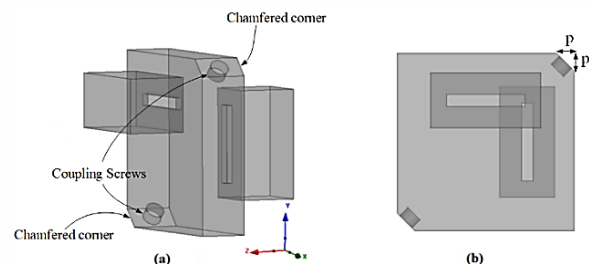 Chamfered corner
p
p
Coupling Screws
Chamfered corner
Y
Z
X
(a)
(b)